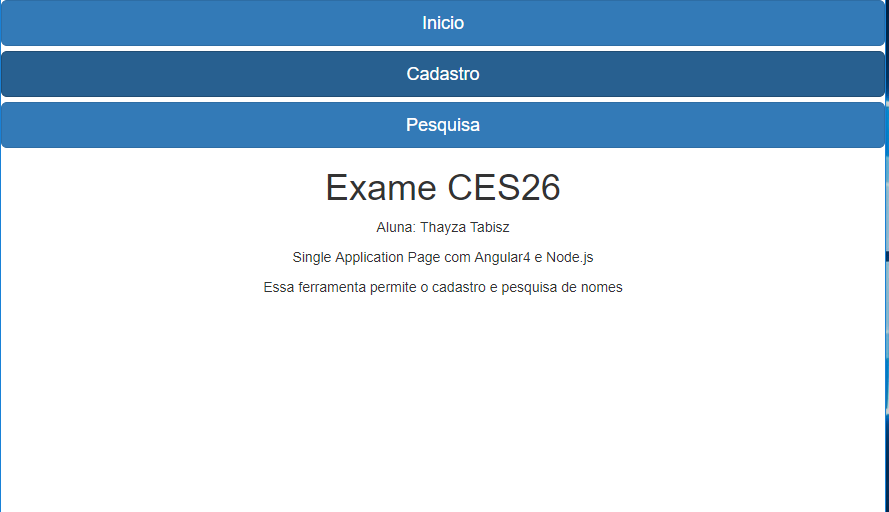 Inicio
Cadastro
Pesquisa
Exame CES26
Aluna: Thayza Tabisz
Single Application Page com Angular4 e Node.js
Essa ferramenta permite o cadastro e pesquisa de nomes